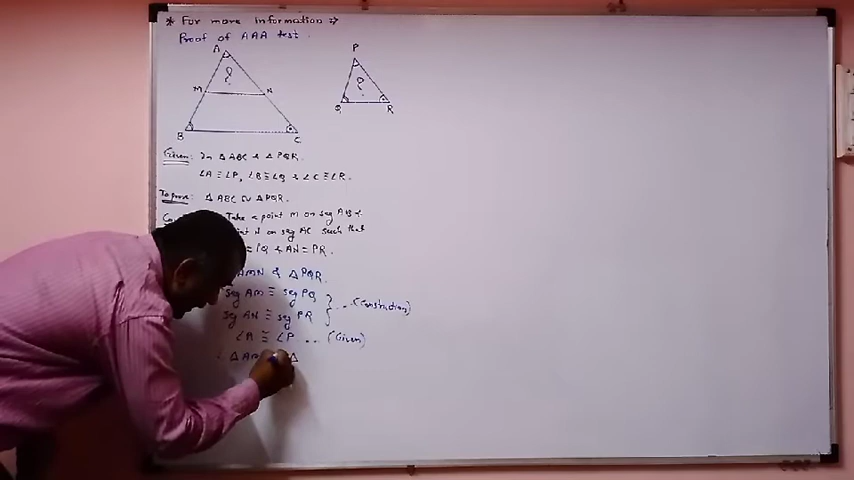 * For more information :→
Proof of AAA test.
A
P
?
?
M
N
Q
R
B
C
Given: In △ABC & △PQR.
∠A ≅ ∠P, ∠B ≅ ∠Q & ∠C ≅ ∠R.
To prove: △ABC ~ △PQR.
Take a point M on seg AB &
point N on seg AC such that
≅ PQ & AN = PR.
AMN & △PQR.
seg AM ≅ seg PQ
seg AN ≅ seg PR } ... (Construction)
∠A ≅ ∠P ... (Given)
△ AM △